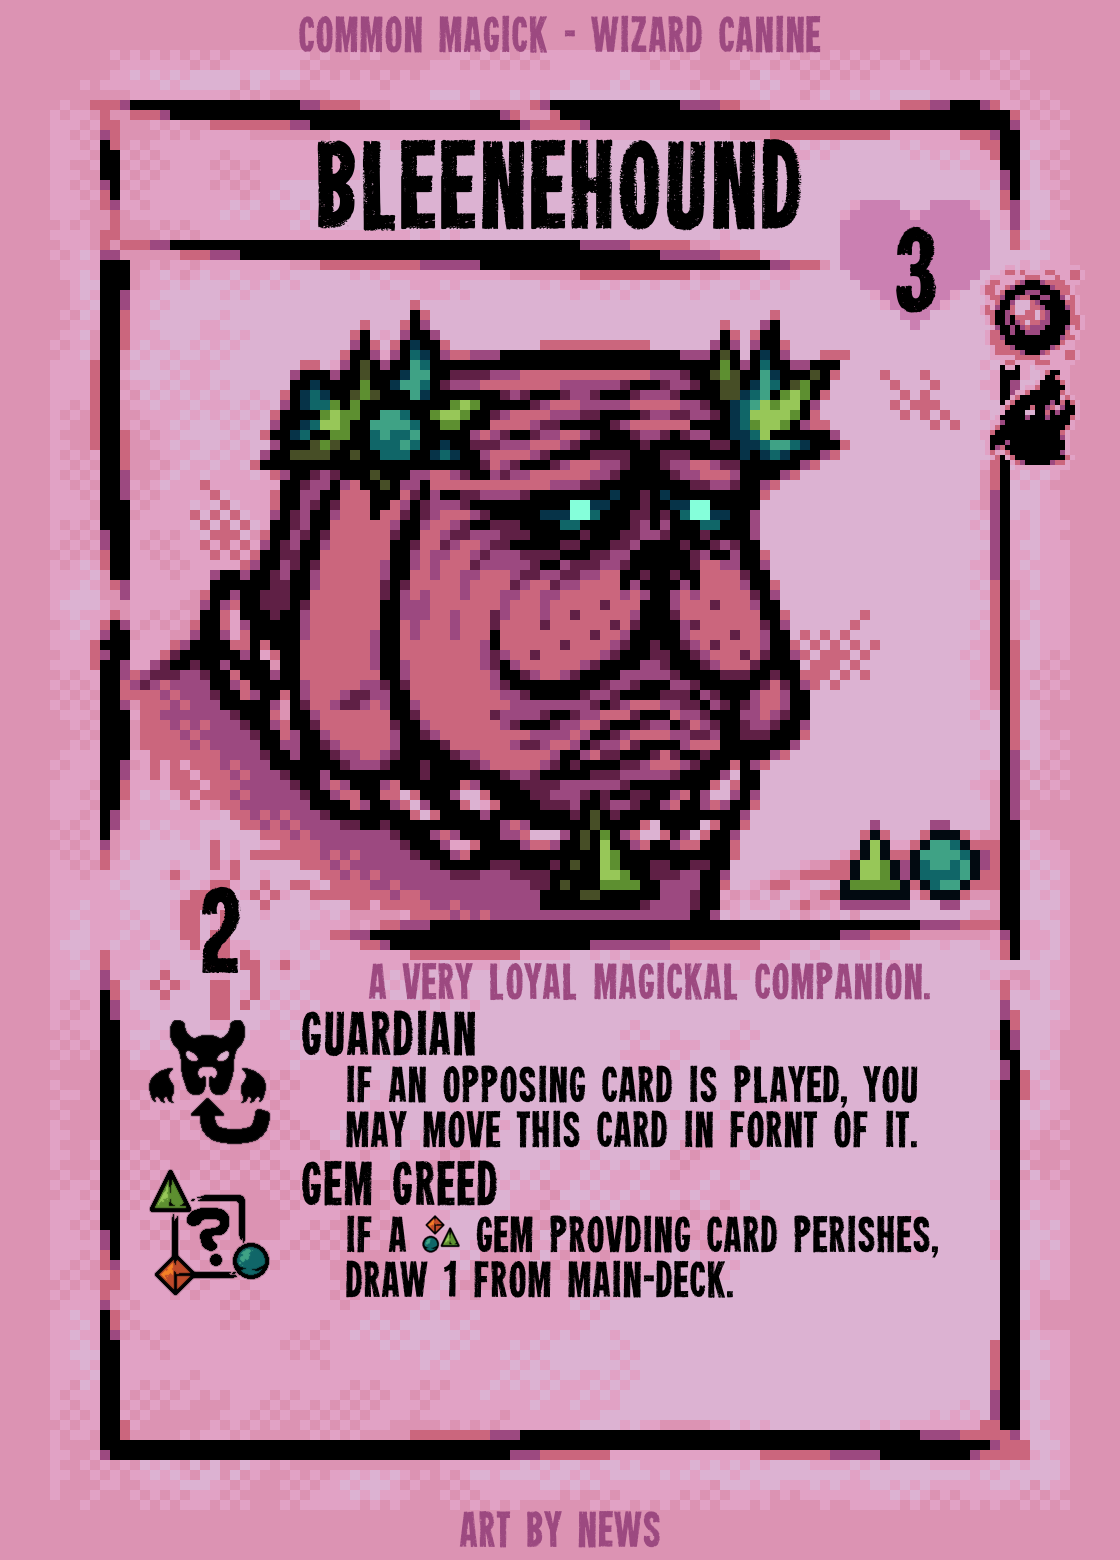 COMMON MAGICK - WIZARD CANINE
BLEENEHOUND
3
2
A VERY LOYAL MAGICKAL COMPANION.
GUARDIAN
IF AN OPPOSING CARD IS PLAYED, YOU
MAY MOVE THIS CARD IN FORNT OF IT.
GEM GREED
?
IF A GEM PROVDING CARD PERISHES,
DRAW 1 FROM MAIN-DECK.
ART BY NEWS